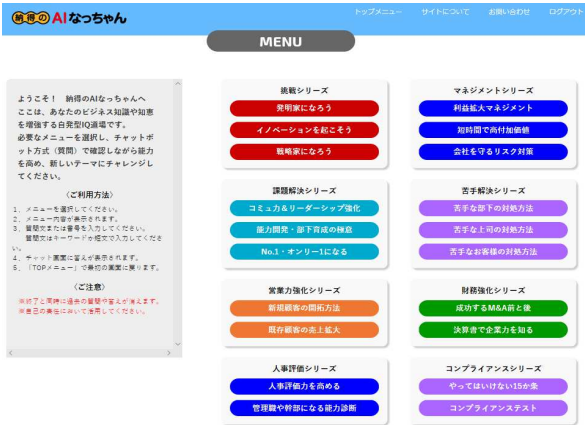 納得のAIなっちゃん
トップメニュー サイトについて お問い合わせ ログアウト
MENU
ようこそ！ 納得のAIなっちゃんへ
ここは、あなたのビジネス知識や知恵
を増強する自発型IQ道場です。
必要なメニューを選択し、チャットボ
ット方式（質問）で確認しながら能力
を高め、新しいテーマにチャレンジし
てください。
〈ご利用方法〉
1、メニューを選択してください。
2、メニュー内容が表示されます。
3、質問文または番号を入力してください。
質問文はキーワードか短文で入力してくださ
い。
4、チャット画面に答えが表示されます。
5、「TOPメニュー」で最初の画面に戻ります。
〈ご注意〉
※終了と同時に過去の質問や答えが消えます。
※自己の責任において活用してください。
挑戦シリーズ
発明家になろう
イノベーションを起こそう
戦略家になろう
マネジメントシリーズ
利益拡大マネジメント
短時間で高付加価値
会社を守るリスク対策
課題解決シリーズ
コミュ力&リーダーシップ強化
能力開発・部下育成の極意
No.1・オンリー1になる
苦手解決シリーズ
苦手な部下の対処方法
苦手な上司の対処方法
苦手なお客様の対処方法
営業力強化シリーズ
新規顧客の開拓方法
既存顧客の売上拡大
財務強化シリーズ
成功するM&A前と後
決算書で企業力を知る
人事評価シリーズ
人事評価力を高める
管理職や幹部になる能力診断
コンプライアンスシリーズ
やってはいけない15か条
コンプライアンステスト